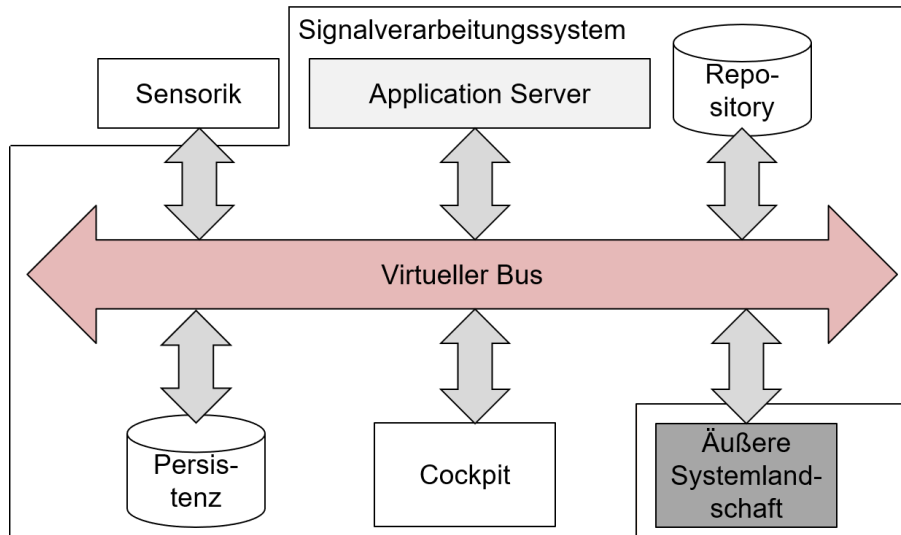 Signalverarbeitungssystem
Sensorik
Application Server
Repo-
sitory
Virtueller Bus
Persis-
tenz
Cockpit
Äußere
Systemland-
schaft